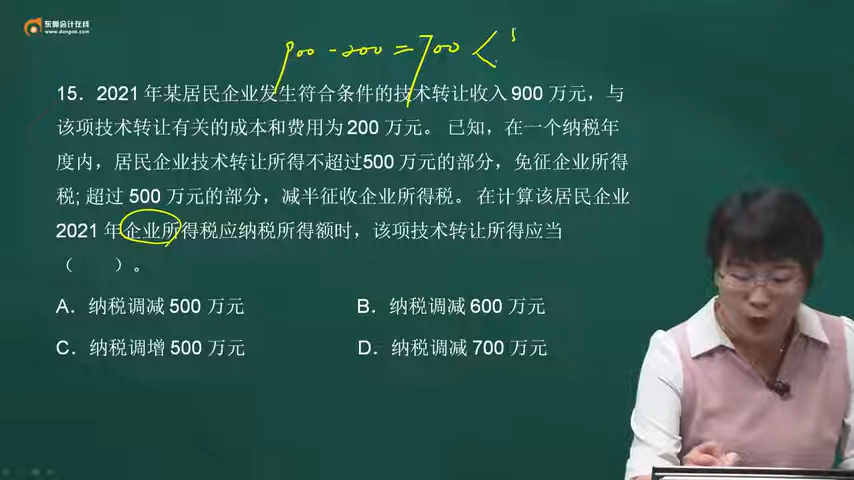 东奥会计在线
www.dongao.com
900 - 200 = 700 <
15. 2021 年某居民企业发生符合条件的技术转让收入 900 万元，与
该项技术转让有关的成本和费用为 200 万元。 已知，在一个纳税年
度内，居民企业技术转让所得不超过500 万元的部分，免征企业所得
税; 超过 500 万元的部分，减半征收企业所得税。 在计算该居民企业
2021 年企业所得税应纳税所得额时，该项技术转让所得应当
（ ）。
A．纳税调减 500 万元 B．纳税调减 600 万元
C．纳税调增 500 万元 D．纳税调减 700 万元